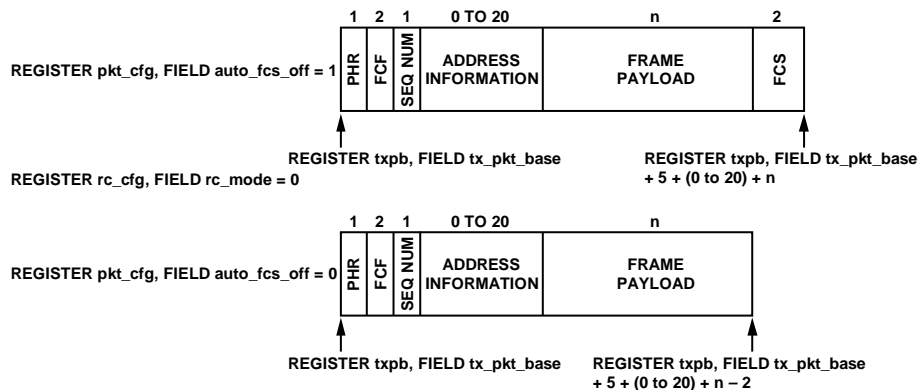 1 2 1 0 TO 20 n 2
REGISTER pkt_cfg, FIELD auto_fcs_off = 1
PHR
FCF
SEQ NUM
ADDRESS
INFORMATION
FRAME
PAYLOAD
FCS
REGISTER txpb, FIELD tx_pkt_base
REGISTER txpb, FIELD tx_pkt_base
+ 5 + (0 to 20) + n
REGISTER rc_cfg, FIELD rc_mode = 0
1 2 1 0 TO 20 n
REGISTER pkt_cfg, FIELD auto_fcs_off = 0
PHR
FCF
SEQ NUM
ADDRESS
INFORMATION
FRAME
PAYLOAD
REGISTER txpb, FIELD tx_pkt_base
REGISTER txpb, FIELD tx_pkt_base
+ 5 + (0 to 20) + n – 2